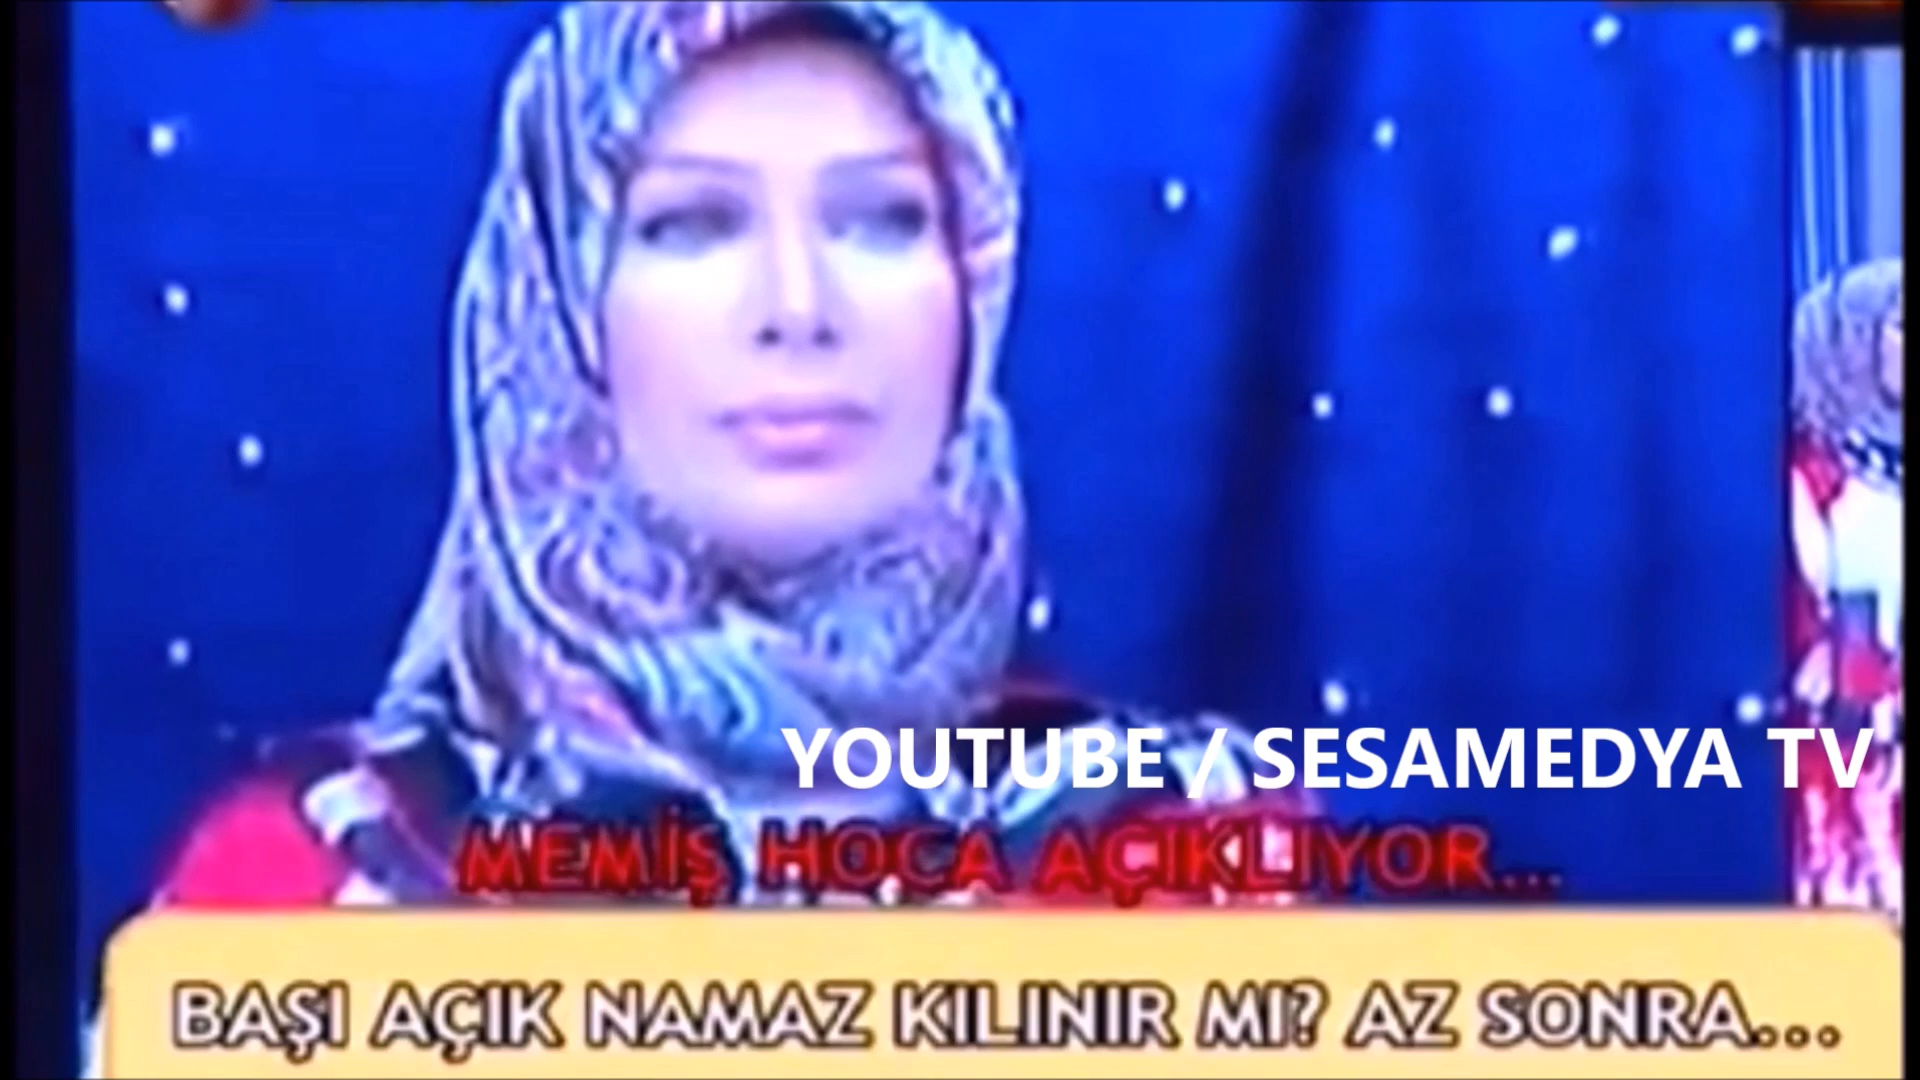 YOUTUBE / SESAMEDYA TV
MEMİŞ HOCA AÇIKLIYOR...
BAŞI AÇIK NAMAZ KILINIR MI? AZ SONRA...